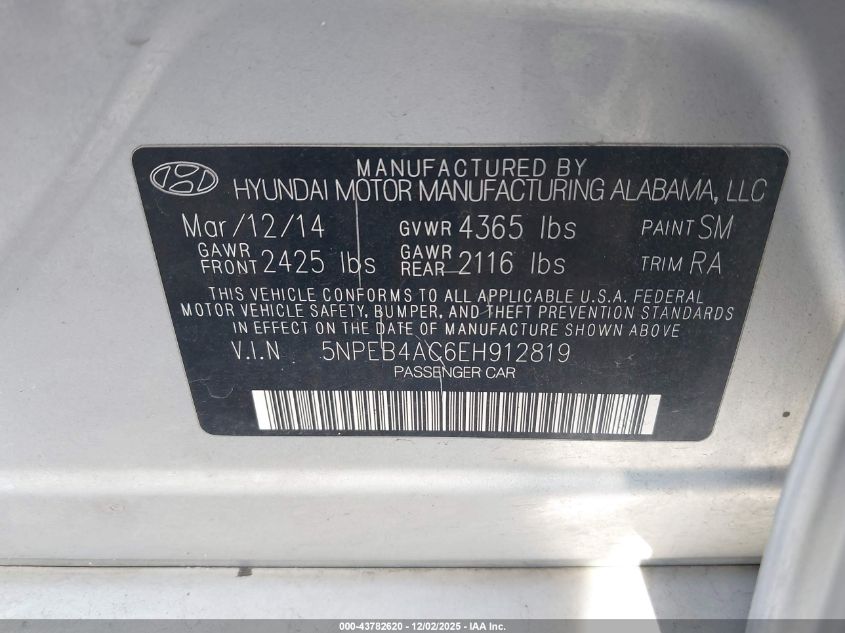 MANUFACTURED BY
HYUNDAI MOTOR MANUFACTURING ALABAMA, LLC
Mar/12/14 GVWR 4365 lbs PAINT SM
GAWR FRONT 2425 lbs GAWR REAR 2116 lbs TRIM RA
THIS VEHICLE CONFORMS TO ALL APPLICABLE U.S.A. FEDERAL
MOTOR VEHICLE SAFETY, BUMPER, AND THEFT PREVENTION STANDARDS
IN EFFECT ON THE DATE OF MANUFACTURE SHOWN ABOVE
V.I.N 5NPEB4AC6EH912819
PASSENGER CAR
000-43782620 - 12/02/2025 - IAA Inc.